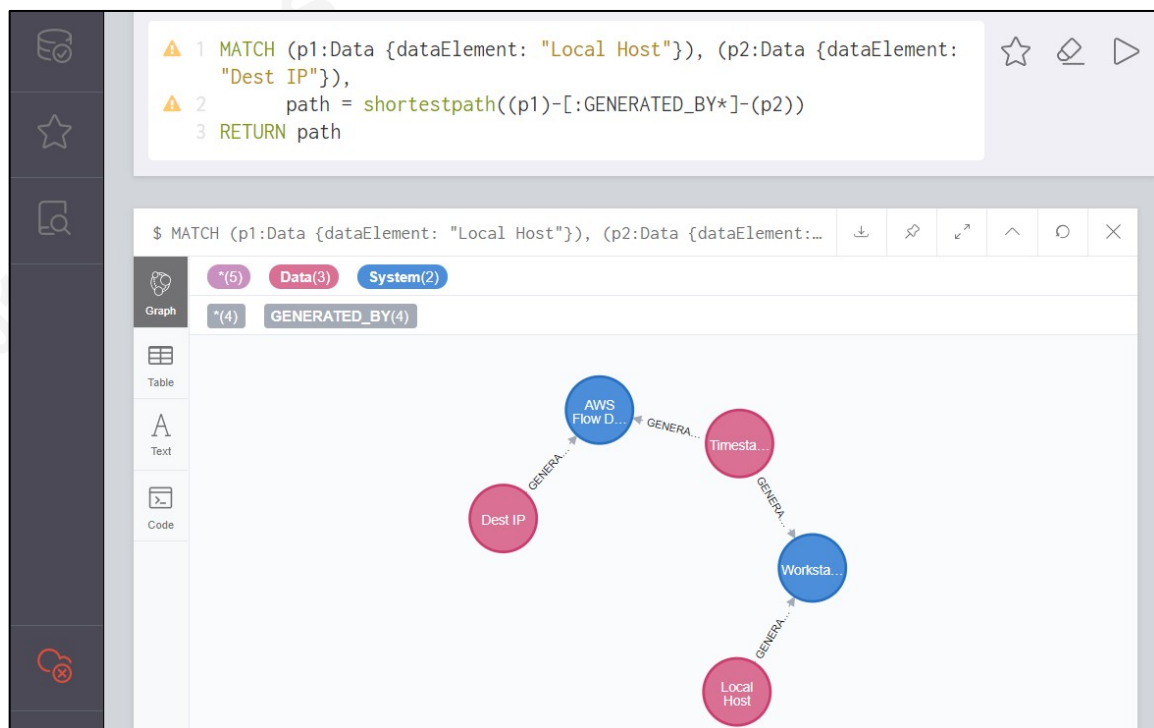 1 MATCH (p1:Data {dataElement: "Local Host"}), (p2:Data {dataElement:
"Dest IP"}),
2 path = shortestpath((p1)-[:GENERATED_BY*]-(p2))
3 RETURN path
$ MATCH (p1:Data {dataElement: "Local Host"}), (p2:Data {dataElement:...
*(5) Data(3) System(2)
Graph
*(4) GENERATED_BY(4)
Table
Text
Code
AWS
Flow D...
GENERA...
Timesta...
GENERA...
Dest IP
GENERA...
Worksta...
GENERA...
Local
Host